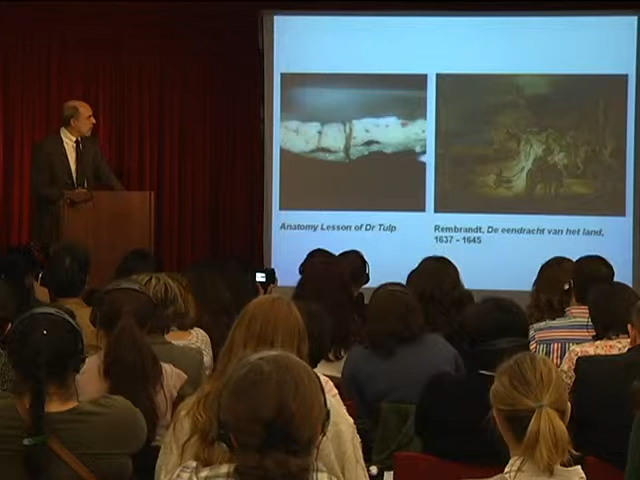 Anatomy Lesson of Dr Tulp
Rembrandt, De eendracht van het land,
1637 - 1645